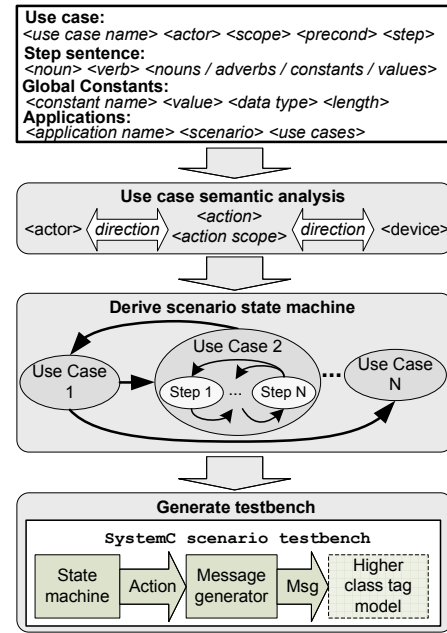 Use case:
<use case name> <actor> <scope> <precond> <step>
Step sentence:
<noun> <verb> <nouns / adverbs / constants / values>
Global Constants:
<constant name> <value> <data type> <length>
Applications:
<application name> <scenario> <use cases>
Use case semantic analysis
<actor> direction <action> direction <device>
<action scope>
Derive scenario state machine
Use Case 1
Use Case 2
Step 1 ... Step N
...
Use Case N
Generate testbench
SystemC scenario testbench
State machine
Action
Message generator
Msg
Higher class tag model